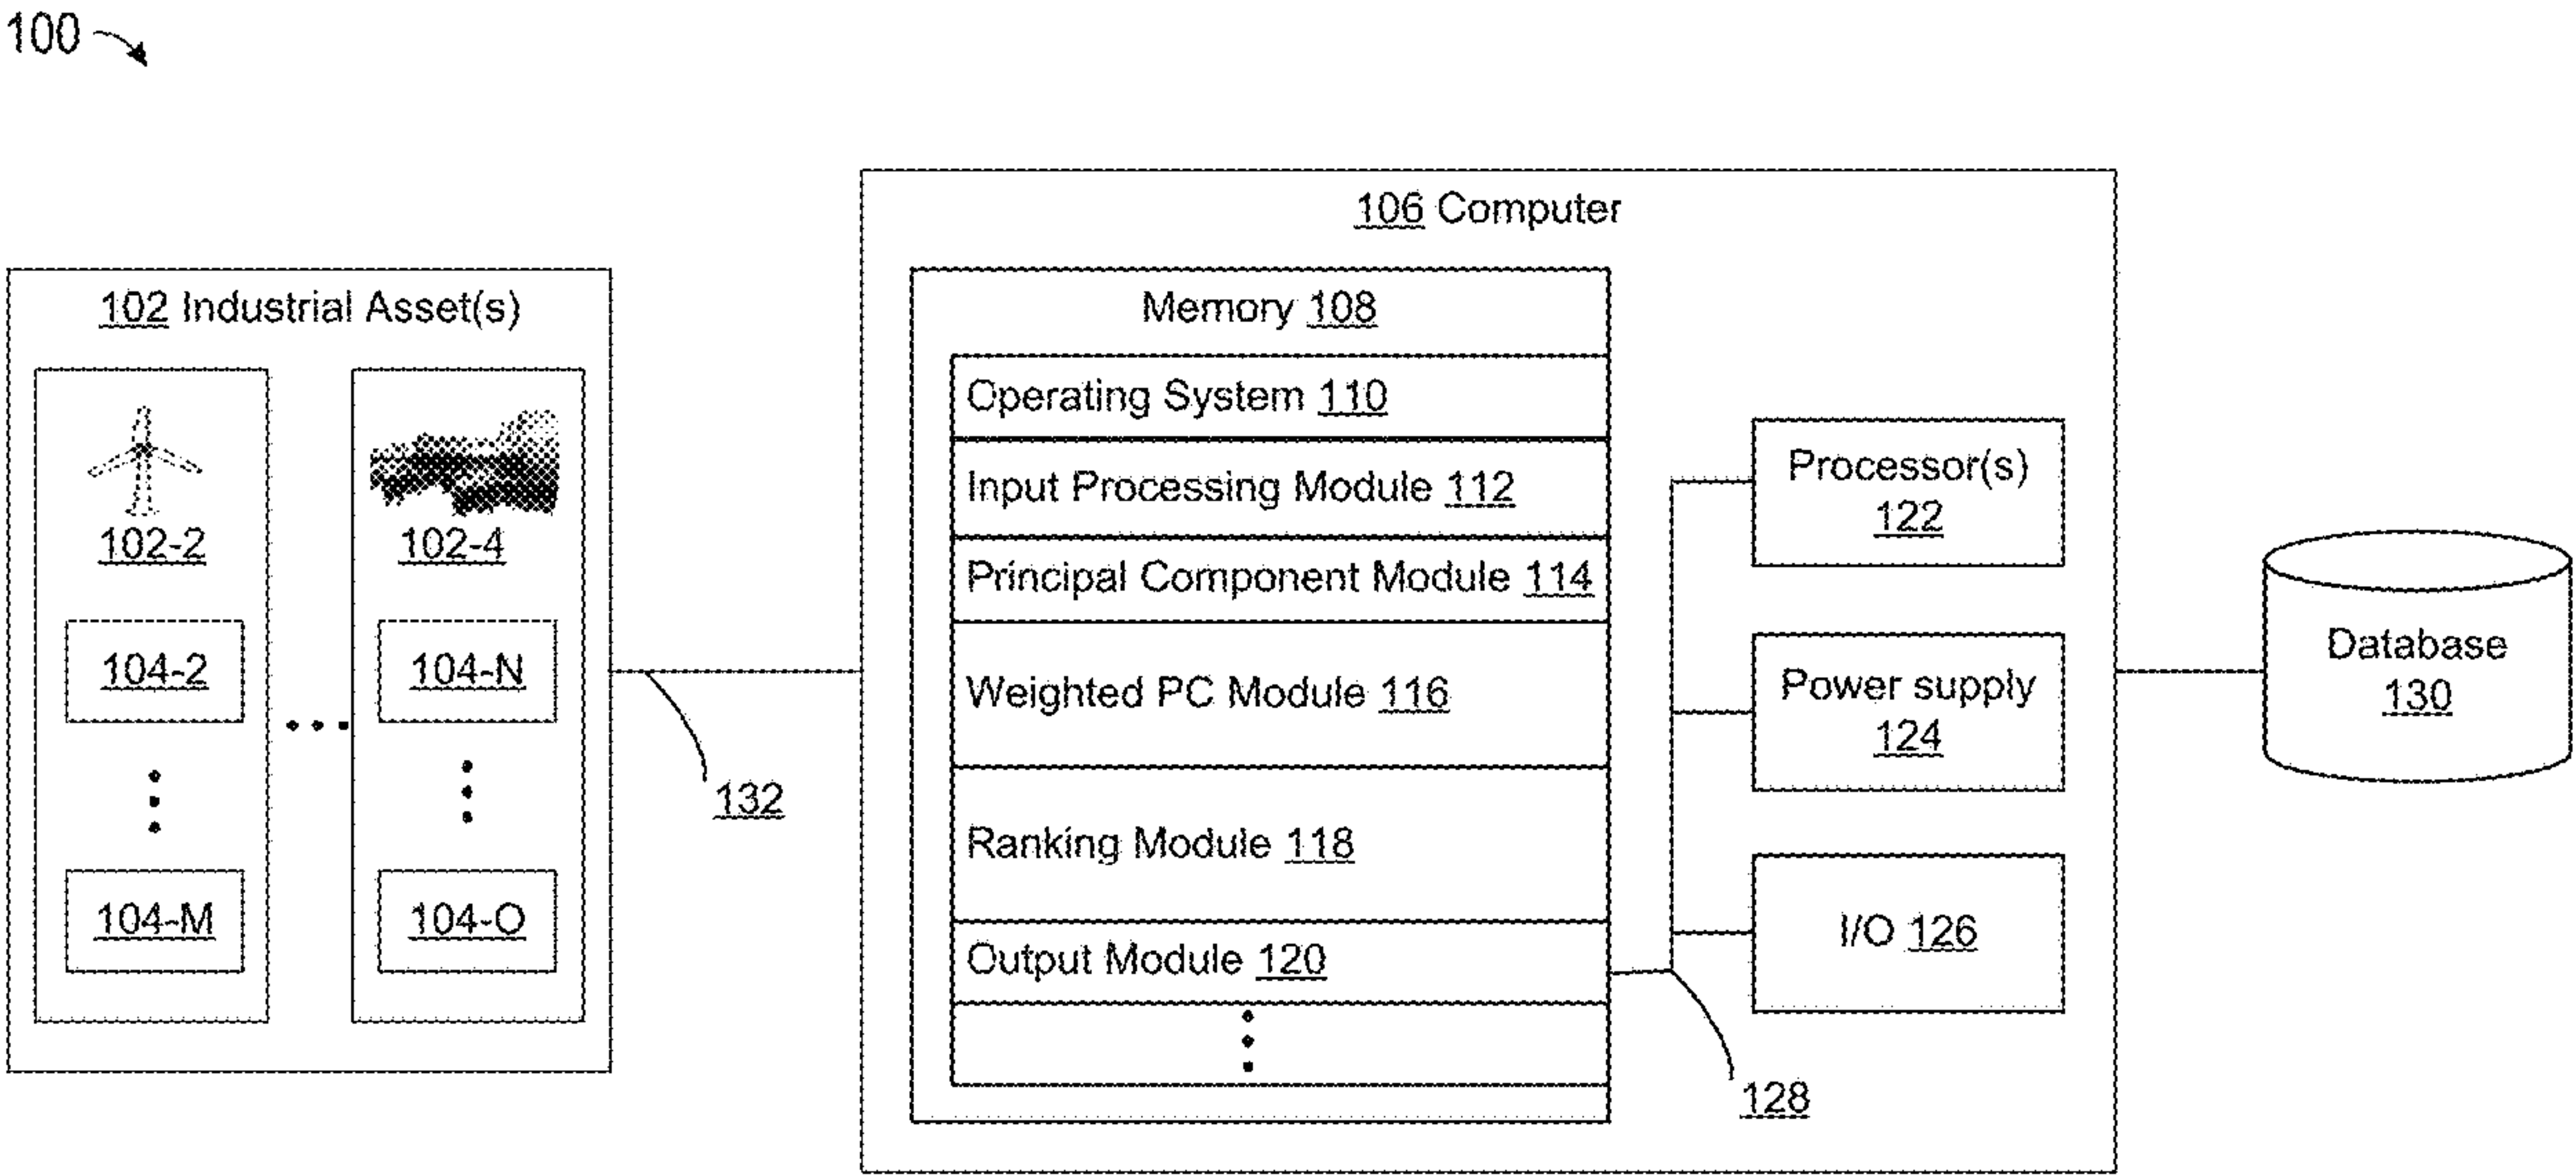 100
106 Computer
102 Industrial Asset(s)
102-2
102-4
104-2
104-N
104-M
104-O
132
Memory 108
Operating System 110
Input Processing Module 112
Principal Component Module 114
Weighted PC Module 116
Ranking Module 118
Output Module 120
Processor(s)
122
Power supply
124
I/O 126
128
Database
130